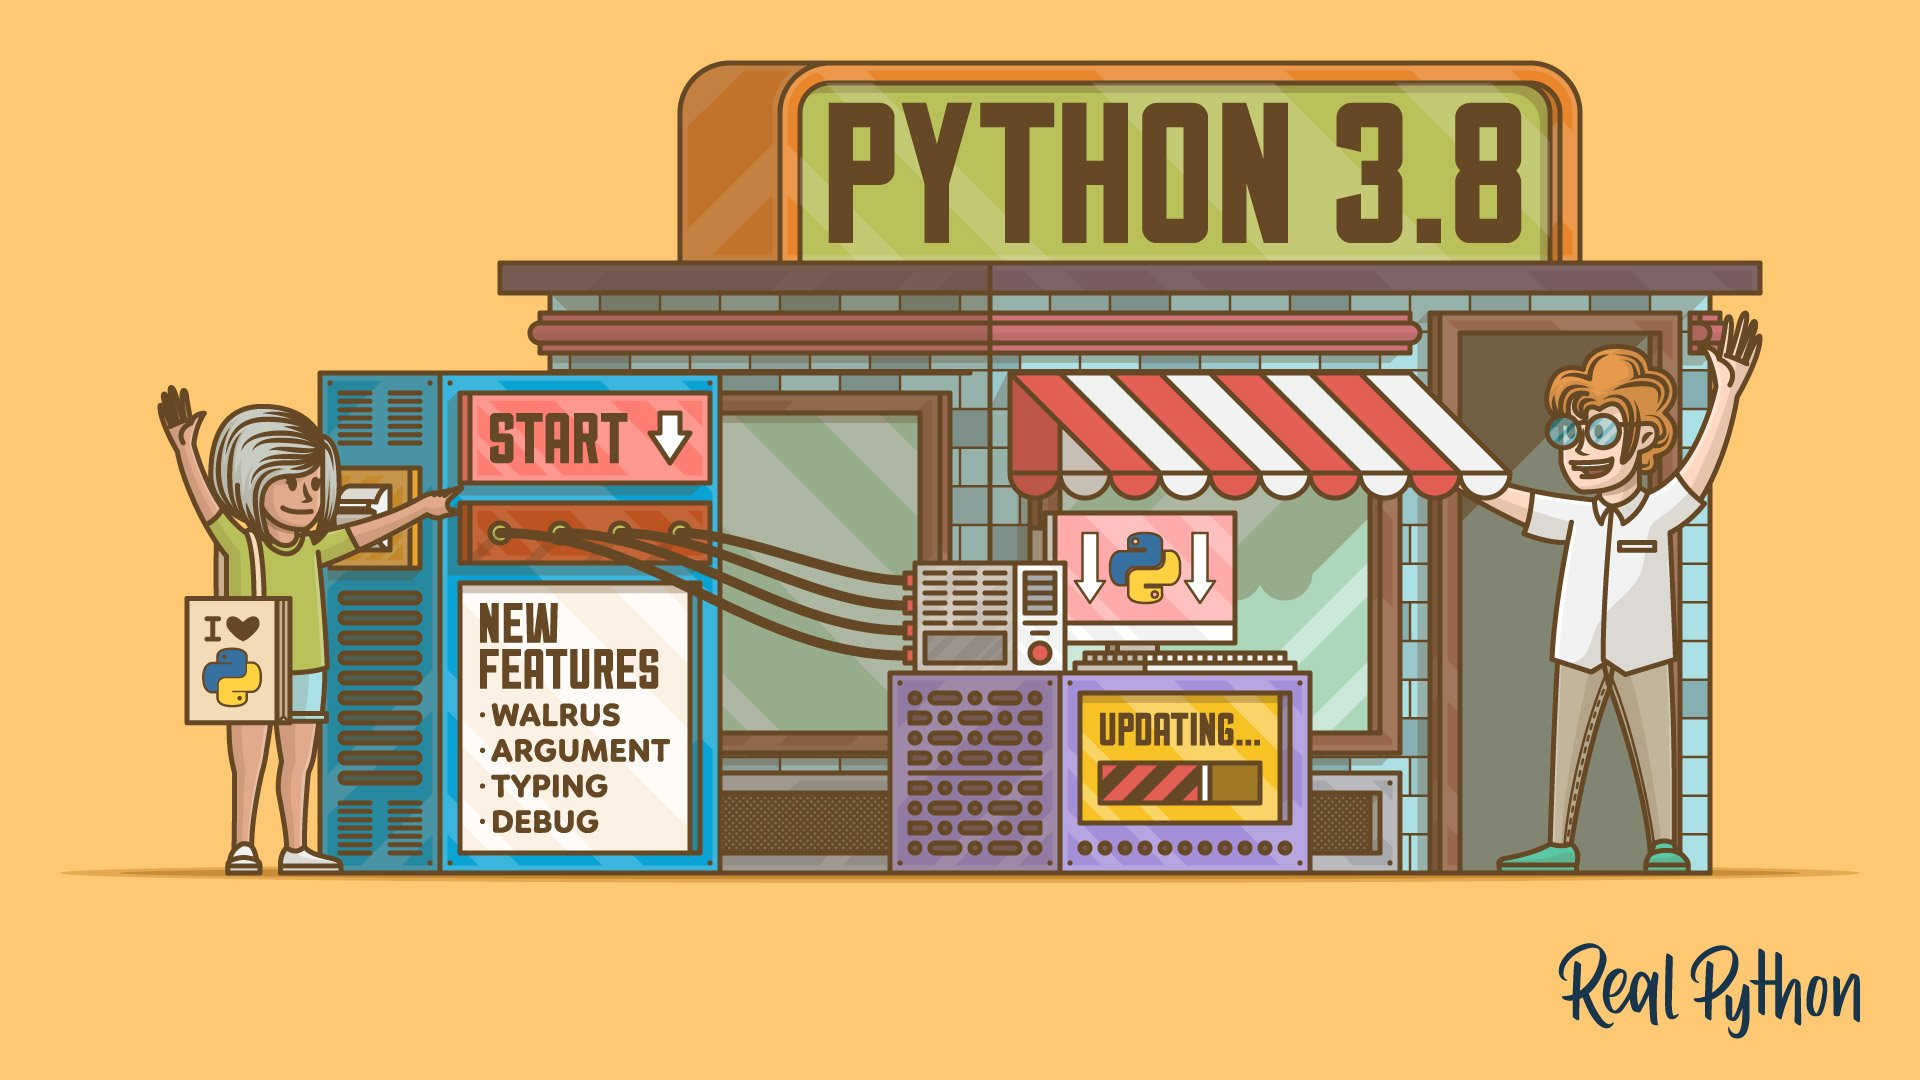 PYTHON 3.8
START
NEW
FEATURES
· WALRUS
· ARGUMENT
· TYPING
· DEBUG
I
UPDATING...
Real Python